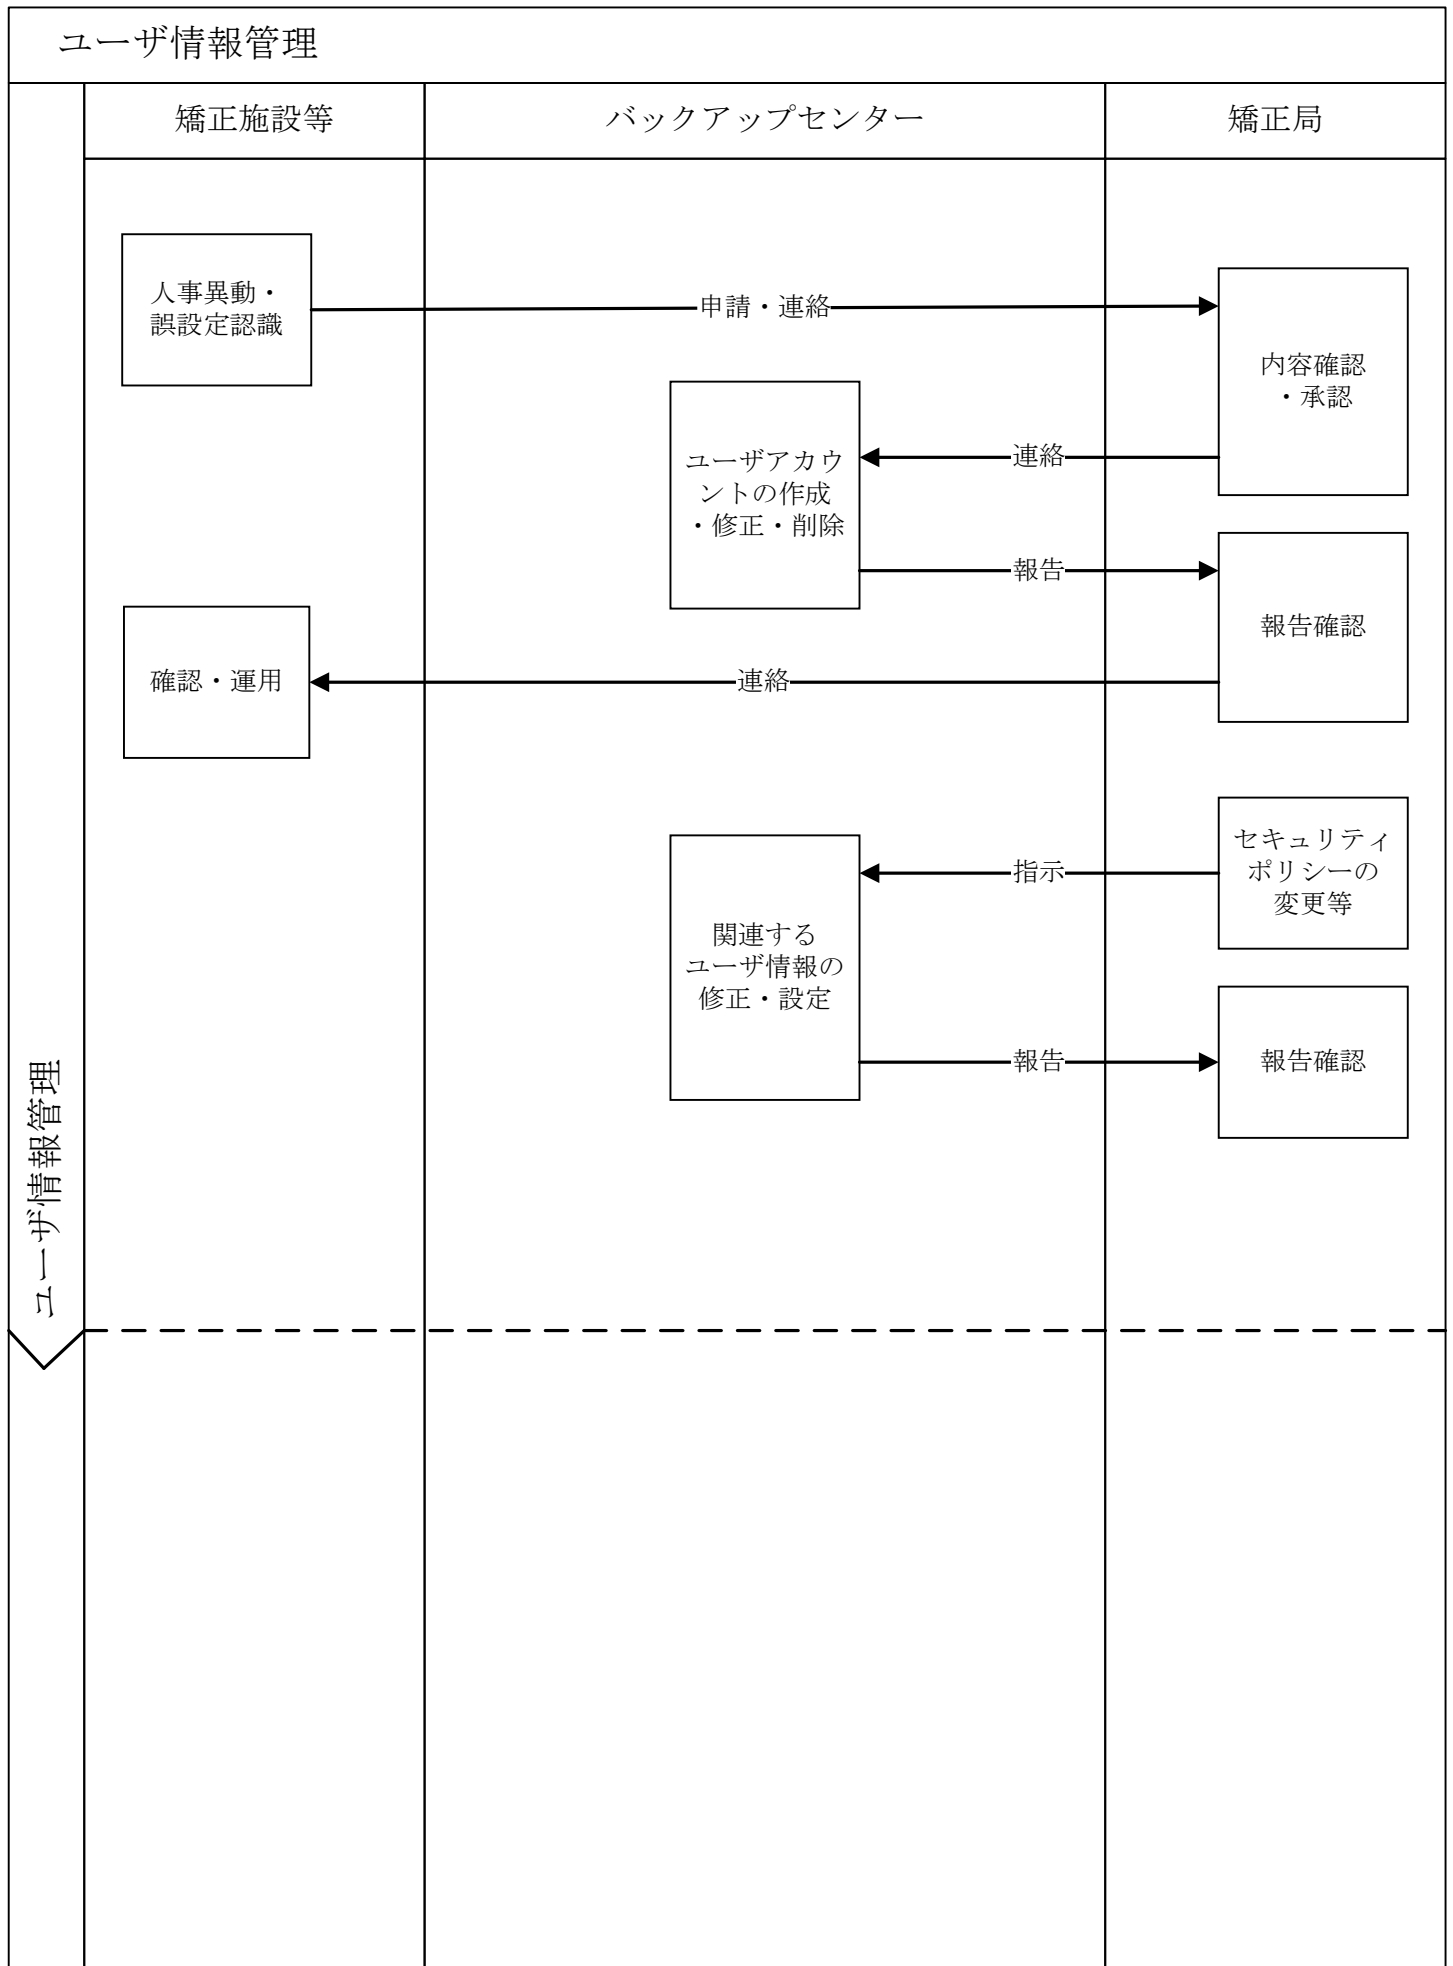 ユーザ情報管理
矯正施設等
バックアップセンター
矯正局
人事異動・
誤設定認識
申請・連絡
内容確認
・承認
連絡
ユーザアカウ
ントの作成
・修正・削除
報告
報告確認
連絡
確認・運用
セキュリティ
ポリシーの
変更等
指示
関連する
ユーザ情報の
修正・設定
報告
報告確認
ユーザ情報管理